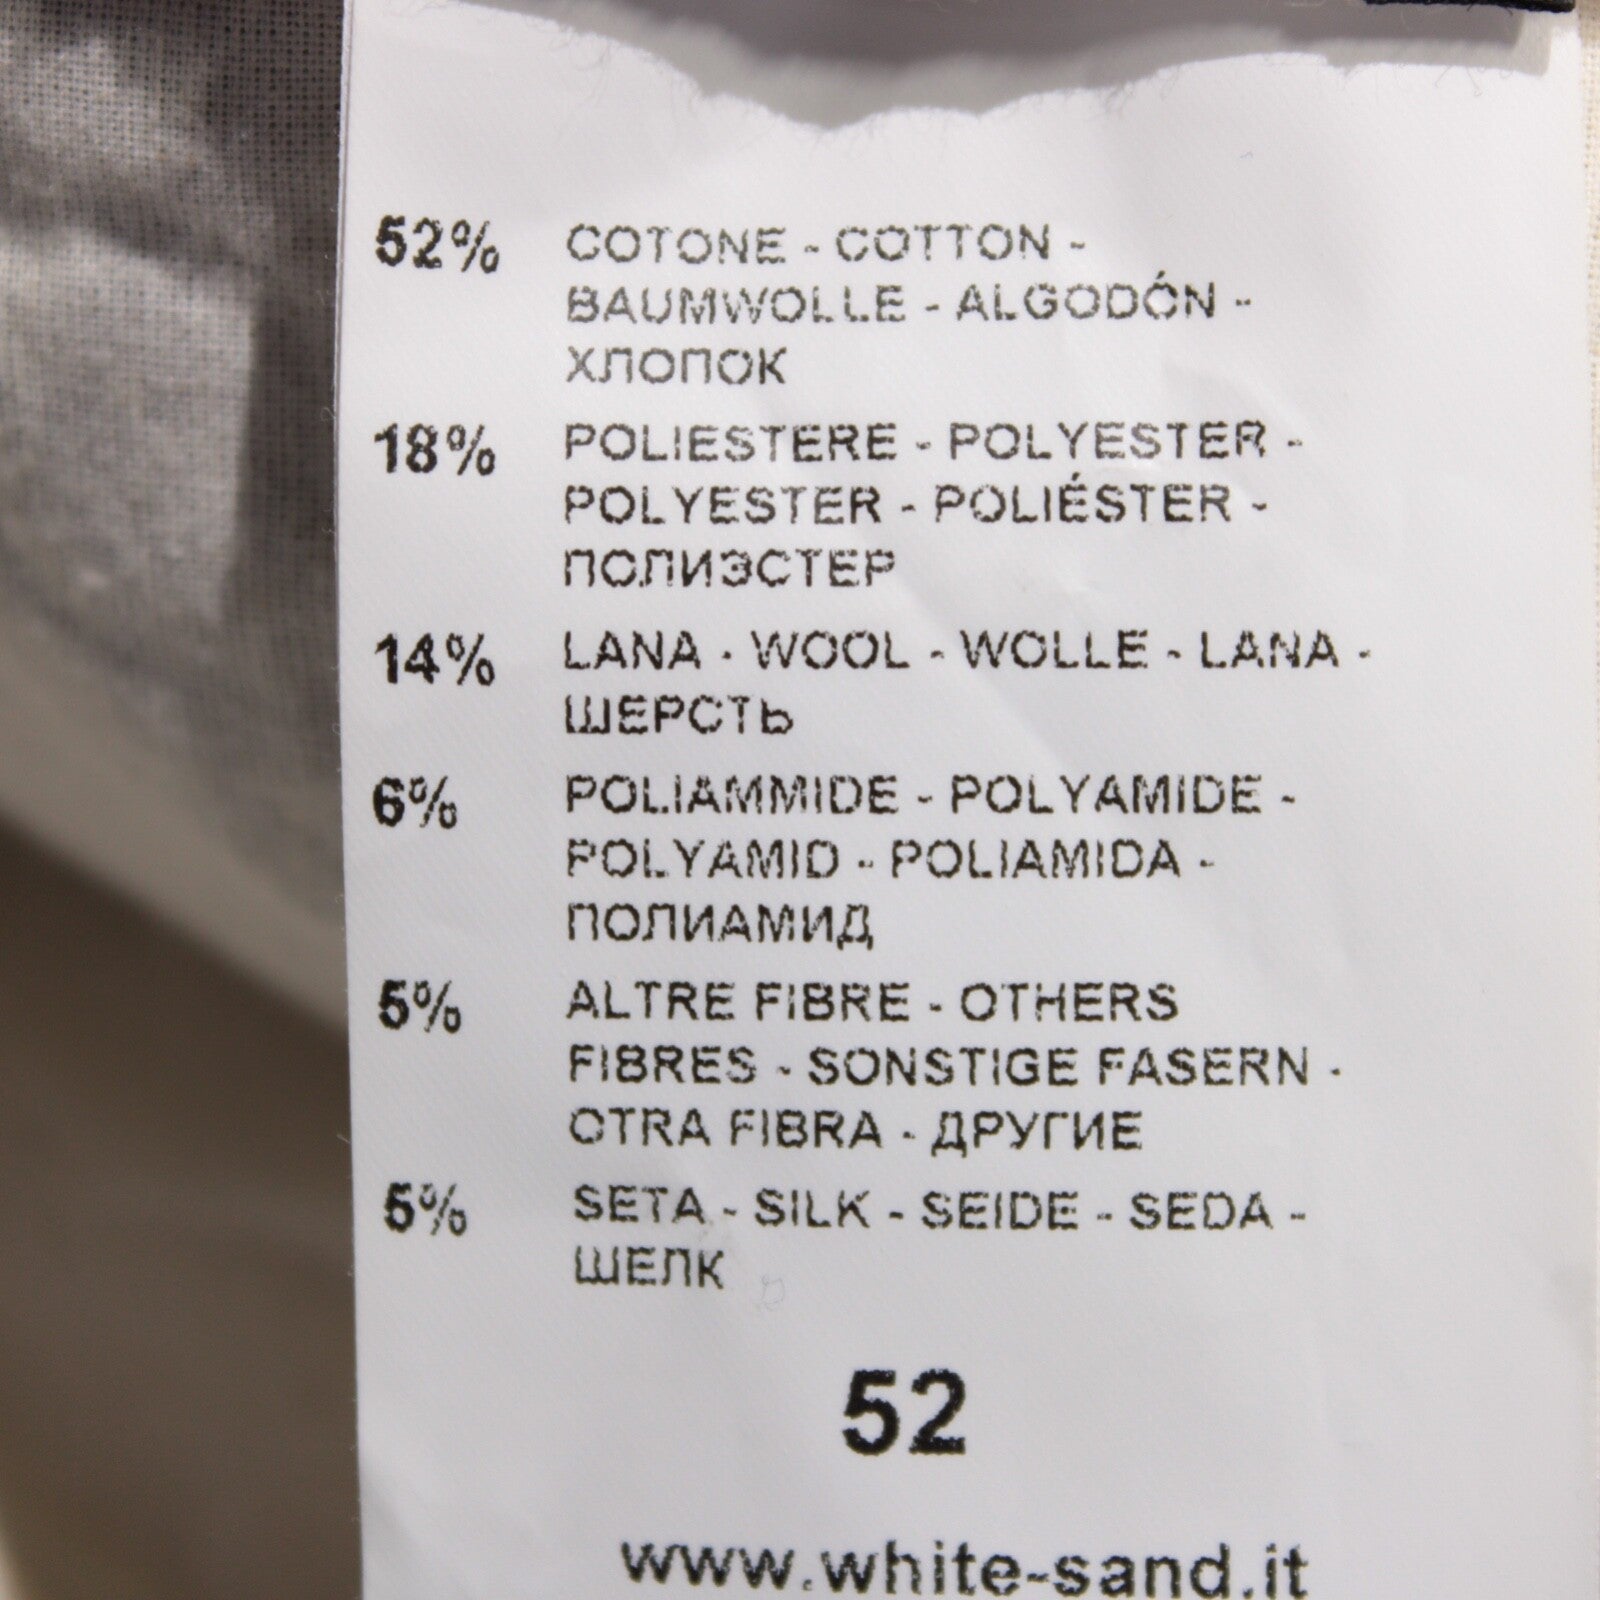 52% COTONE - COTTON -
BAUMWOLLE - ALGODÓN -
ХЛОПОК
18% POLIESTERE - POLYESTER -
POLYESTER - POLIÉSTER -
ПОЛИЭСТЕР
14% LANA - WOOL - WOLLE - LANA -
ШЕРСТЬ
6% POLIAMMIDE - POLYAMIDE -
POLYAMID - POLIAMIDA -
ПОЛИАМИД
5% ALTRE FIBRE - OTHERS
FIBRES - SONSTIGE FASERN -
OTRA FIBRA - ДРУГИЕ
5% SETA - SILK - SEIDE - SEDA -
ШЕЛК
52
www.white-sand.it